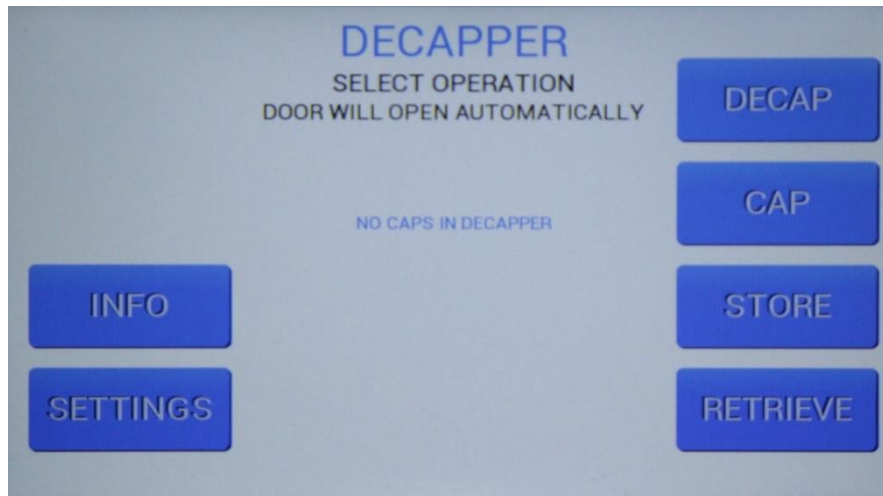 DECAPPER
SELECT OPERATION
DOOR WILL OPEN AUTOMATICALLY
DECAP
CAP
NO CAPS IN DECAPPER
INFO
STORE
SETTINGS
RETRIEVE